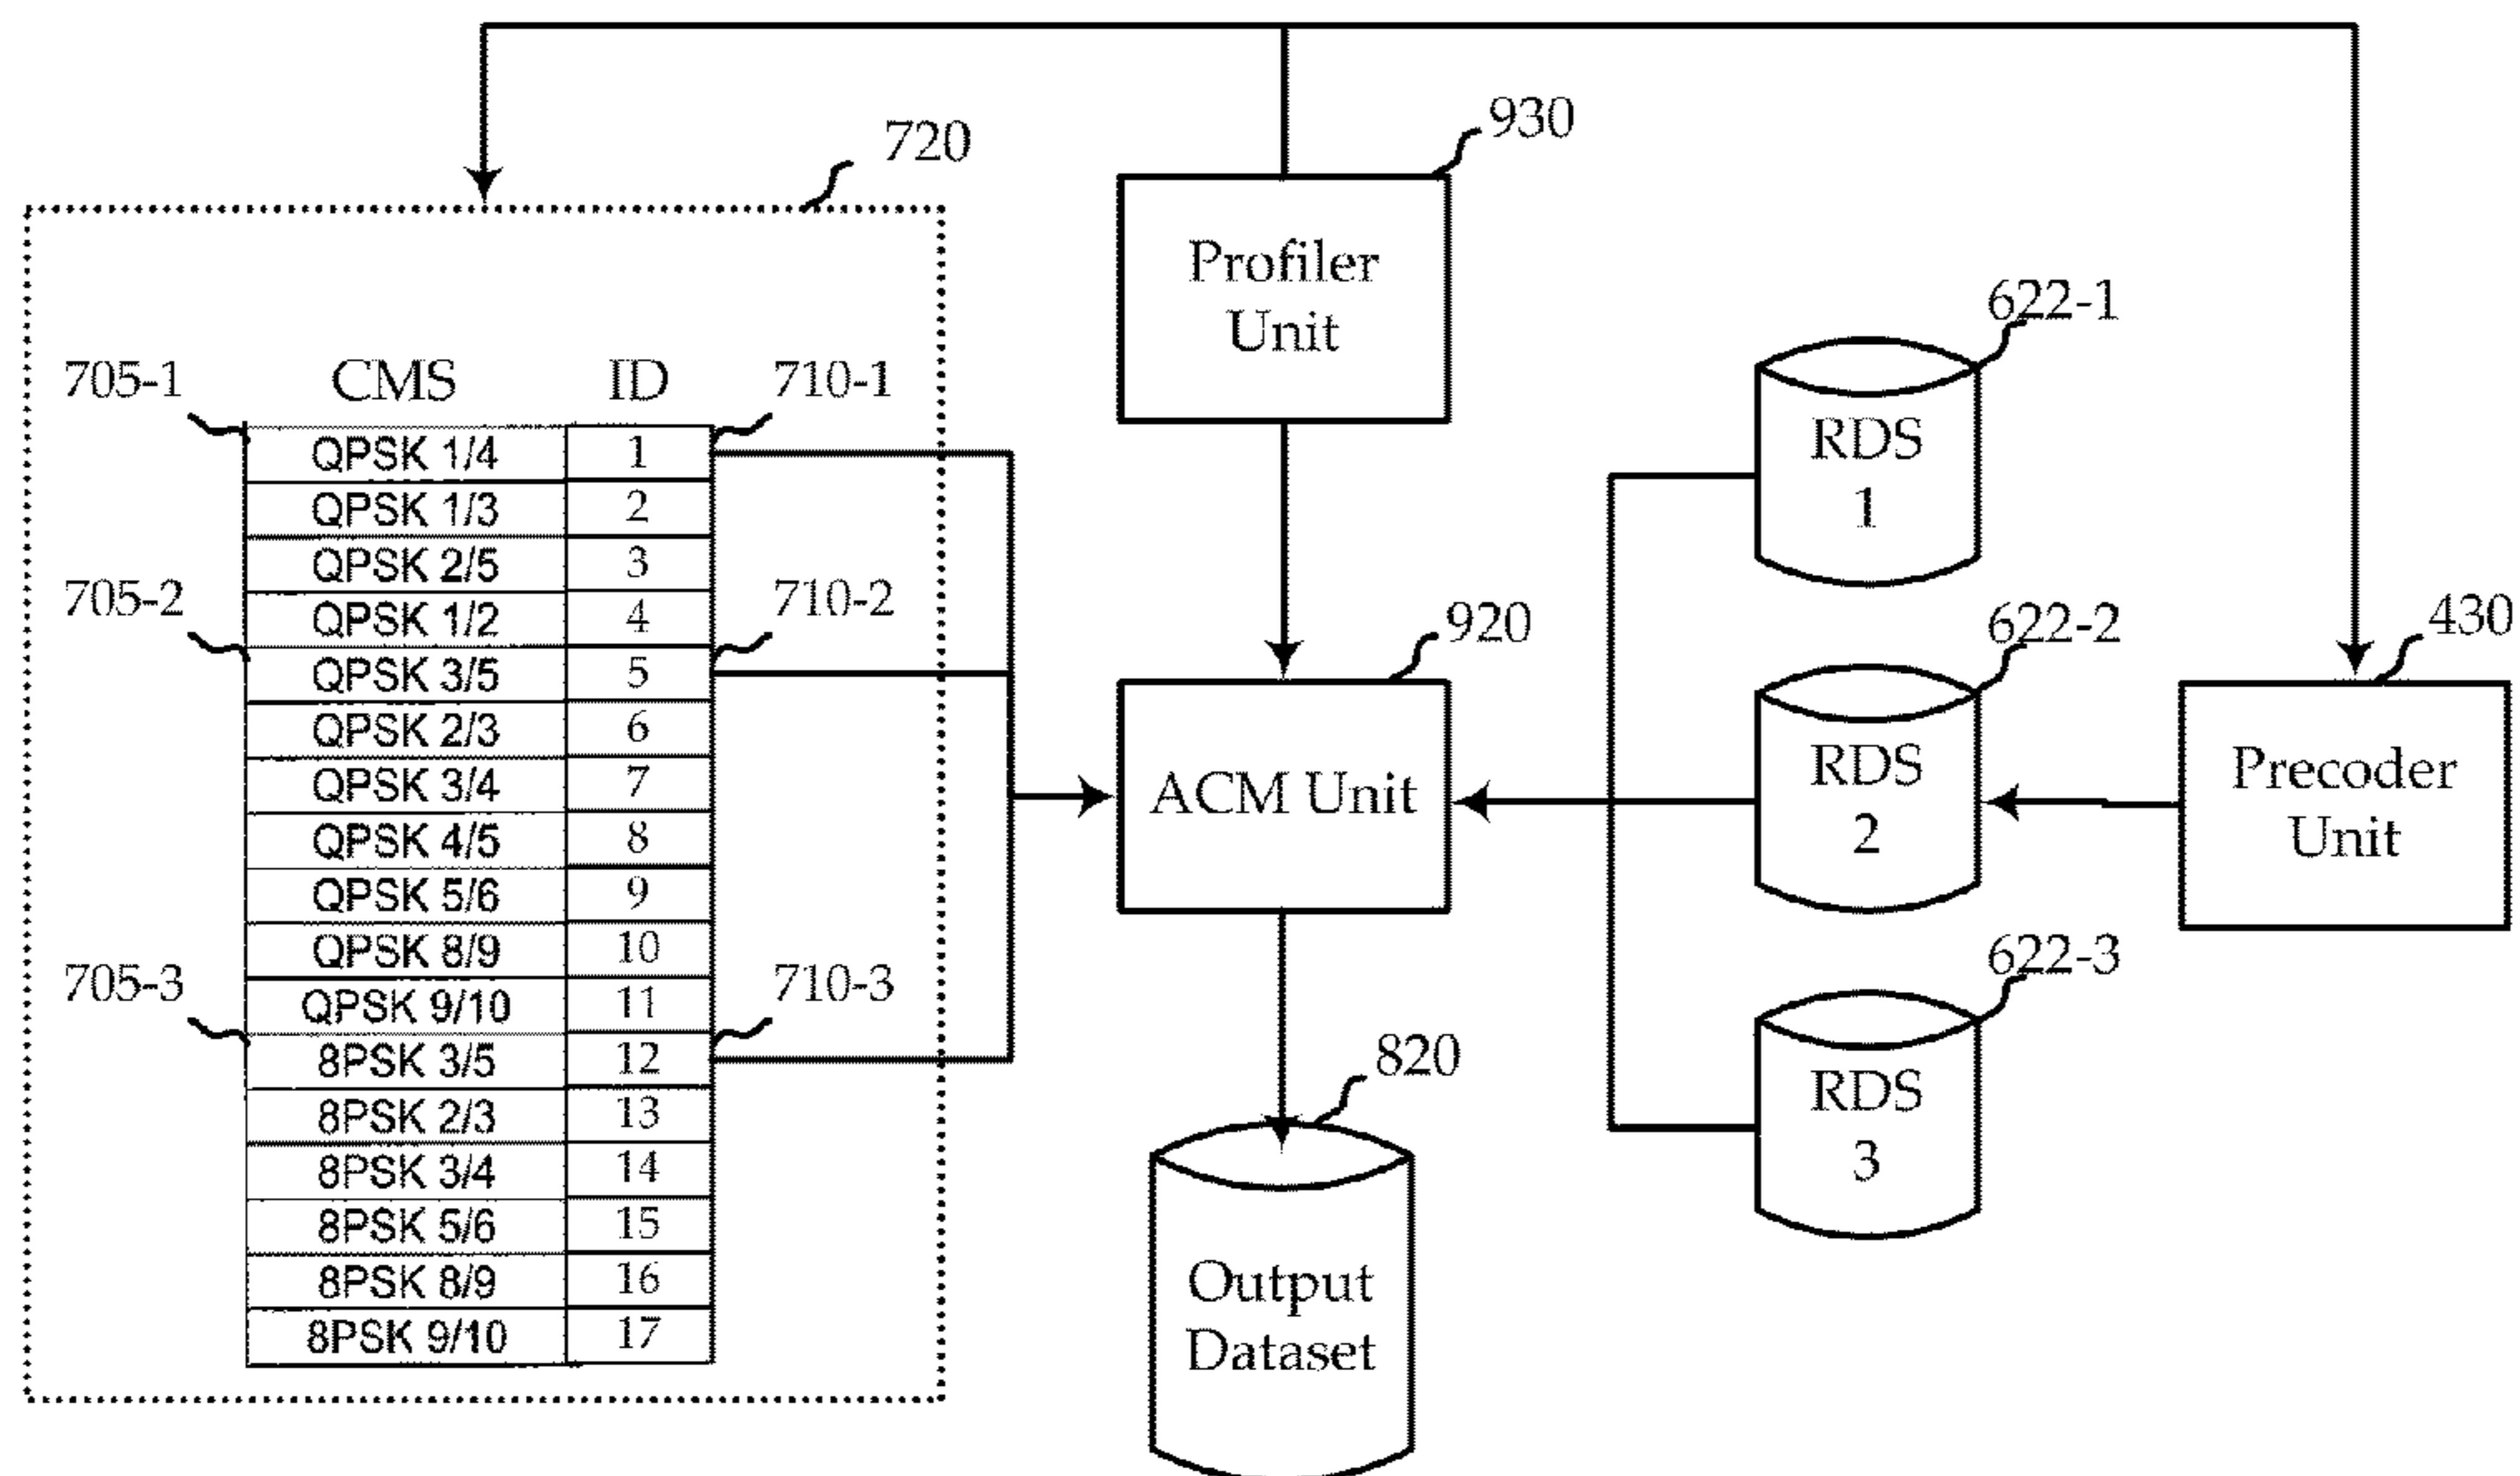 720
930
Profiler
Unit
622-1
705-1
CMS
ID
710-1
QPSK 1/4
1
QPSK 1/3
2
QPSK 2/5
3
705-2
710-2
QPSK 1/2
4
QPSK 3/5
5
QPSK 2/3
6
QPSK 3/4
7
QPSK 4/5
8
QPSK 5/6
9
QPSK 8/9
10
705-3
710-3
QPSK 9/10
11
8PSK 3/5
12
8PSK 2/3
13
8PSK 3/4
14
8PSK 5/6
15
8PSK 8/9
16
8PSK 9/10
17
RDS
1
920
ACM Unit
622-2
RDS
2
430
Precoder
Unit
622-3
RDS
3
820
Output
Dataset